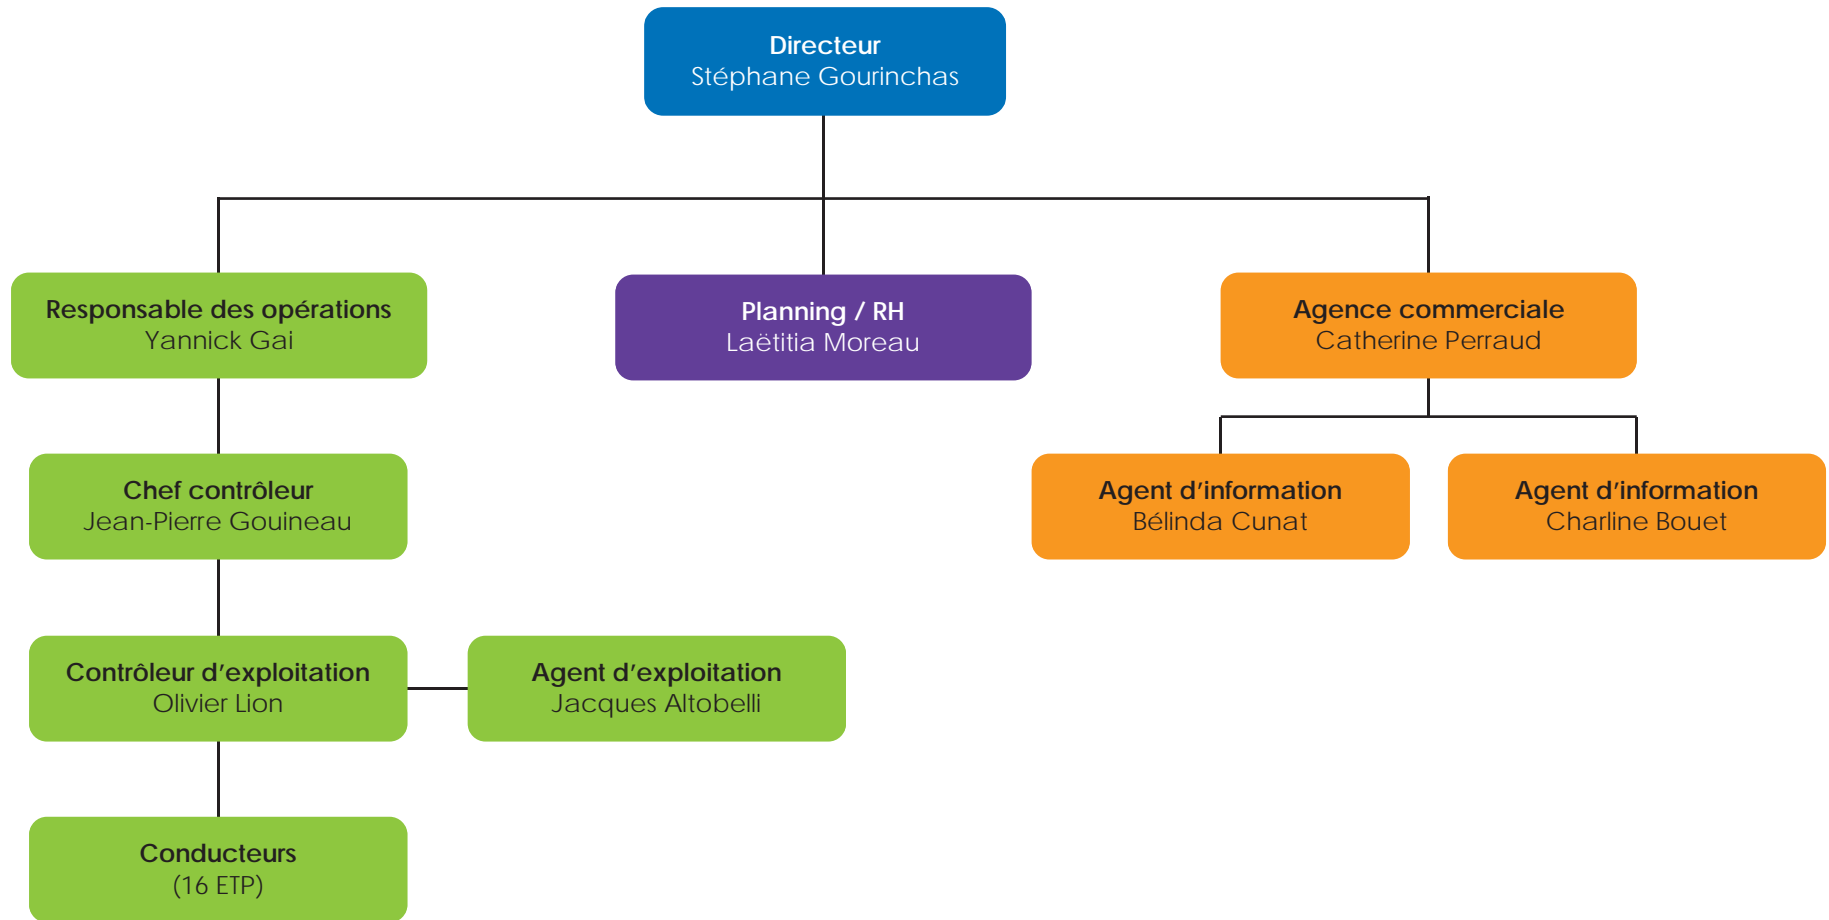 Directeur
Stéphane Gourinchas
Responsable des opérations
Yannick Gai
Planning / RH
Laëtitia Moreau
Agence commerciale
Catherine Perraud
Chef contrôleur
Jean-Pierre Gouineau
Agent d’information
Bélinda Cunat
Agent d’information
Charline Bouet
Contrôleur d’exploitation
Olivier Lion
Agent d’exploitation
Jacques Altobelli
Conducteurs
(16 ETP)